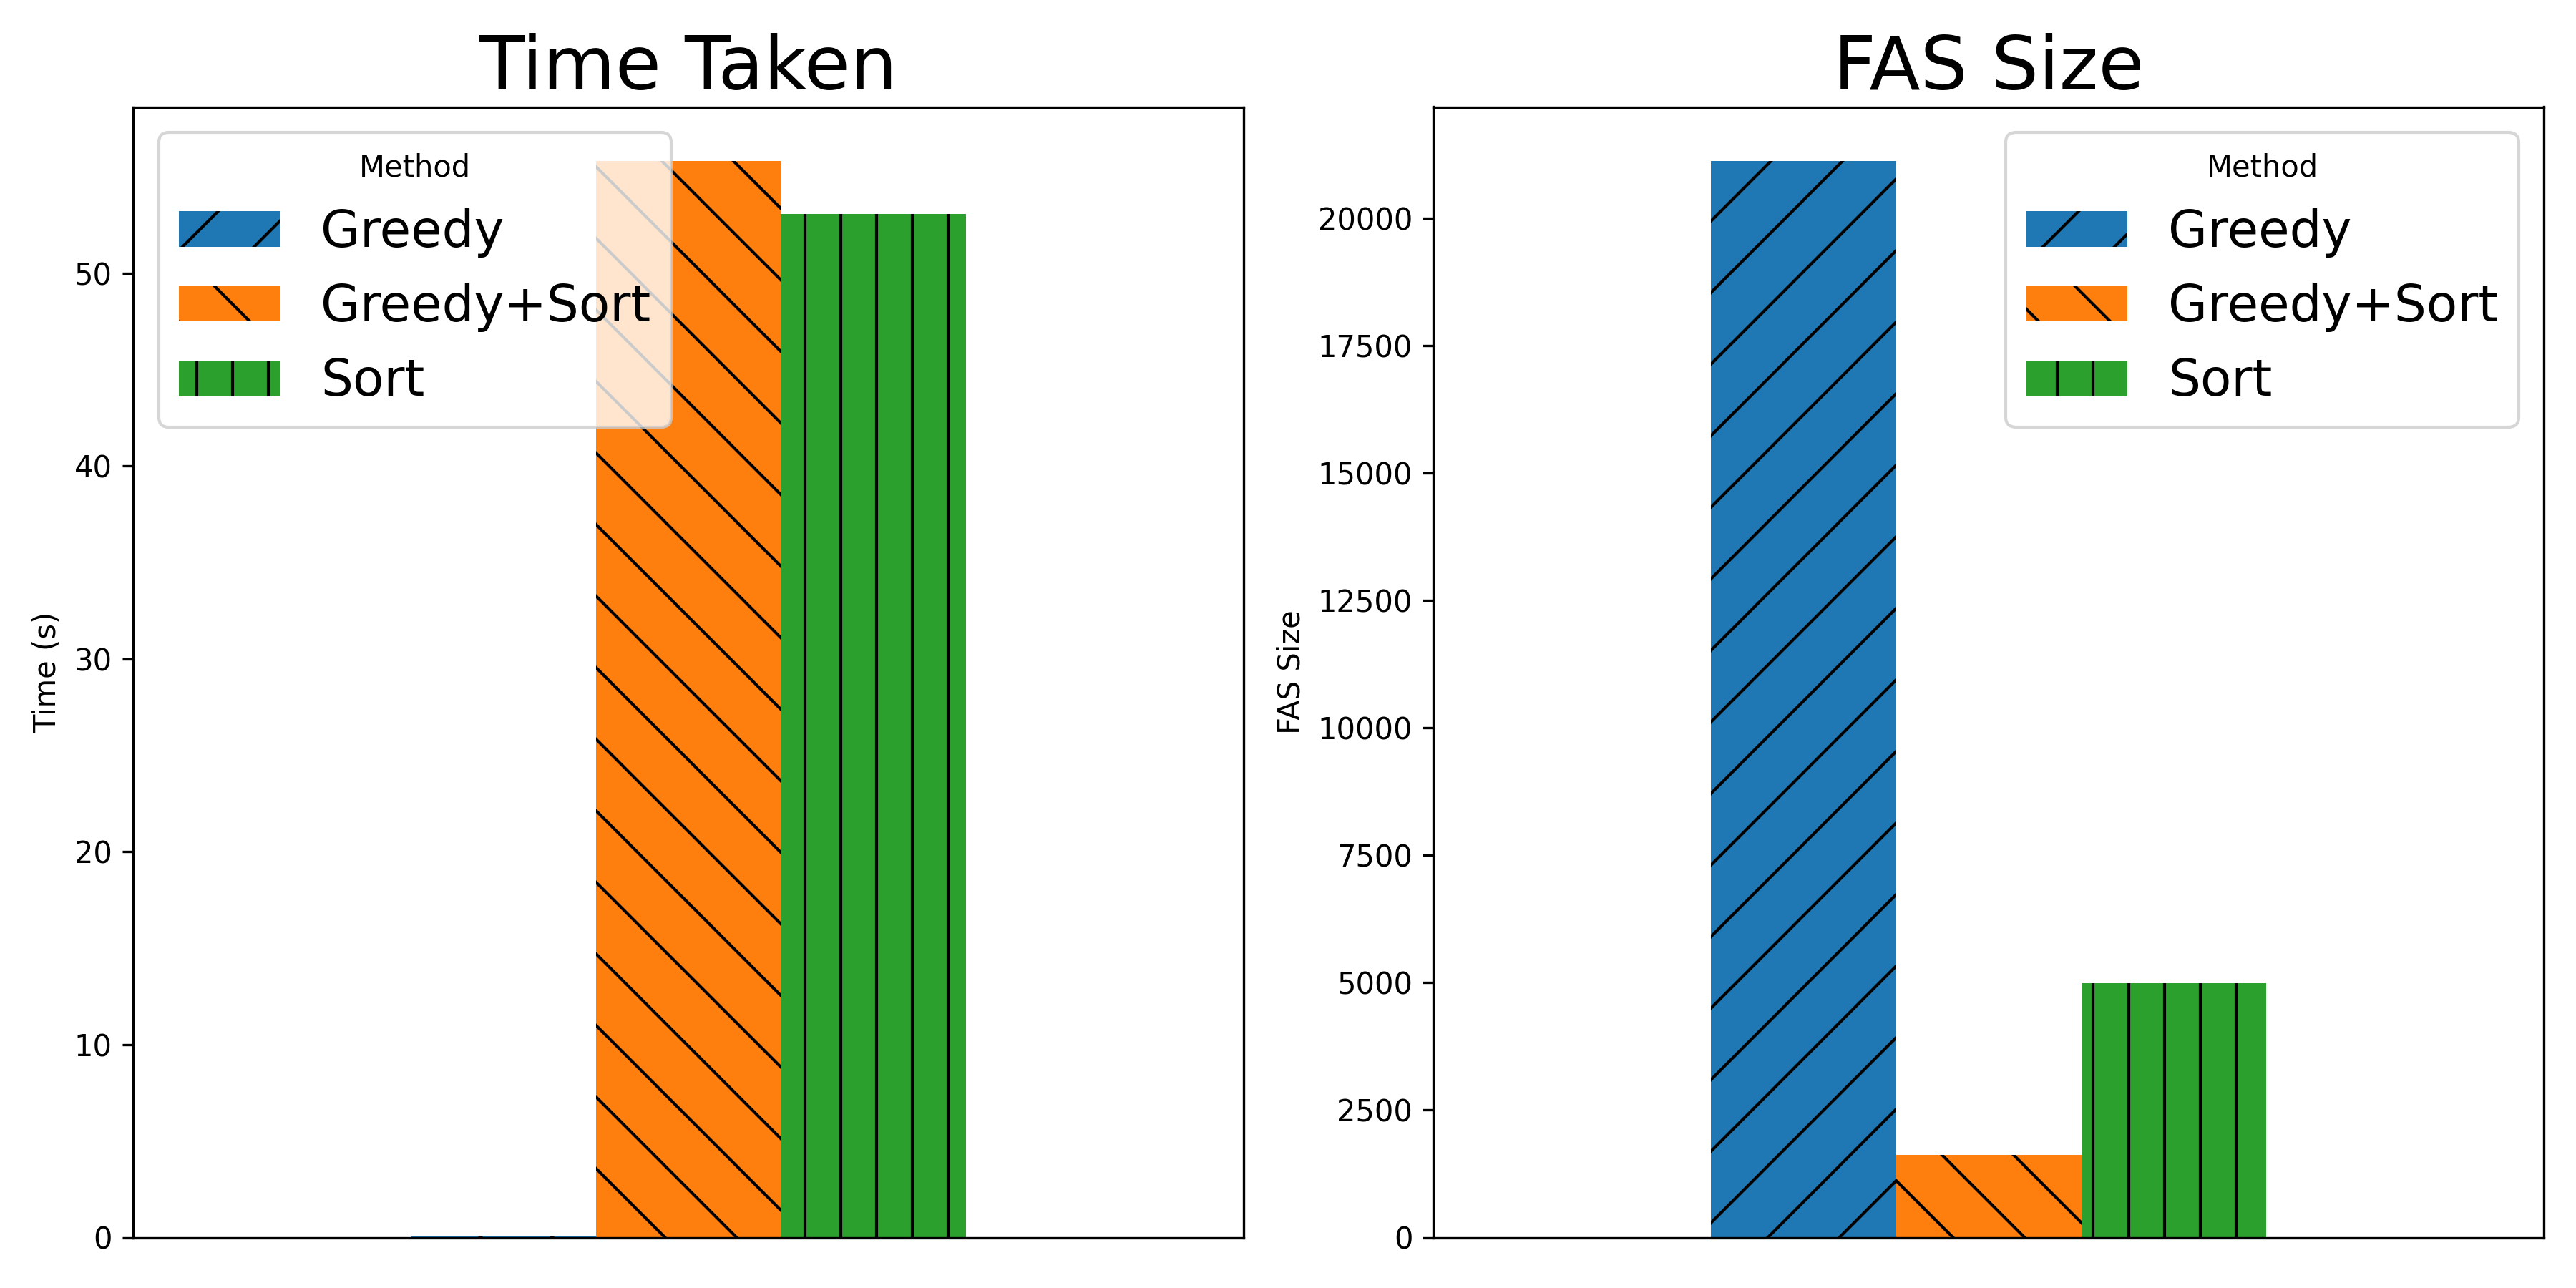 Time Taken
Method
Greedy
Greedy+Sort
Sort
50
40
30
20
10
0
Time (s)
FAS Size
Method
Greedy
Greedy+Sort
Sort
20000
17500
15000
12500
10000
7500
5000
2500
0
FAS Size